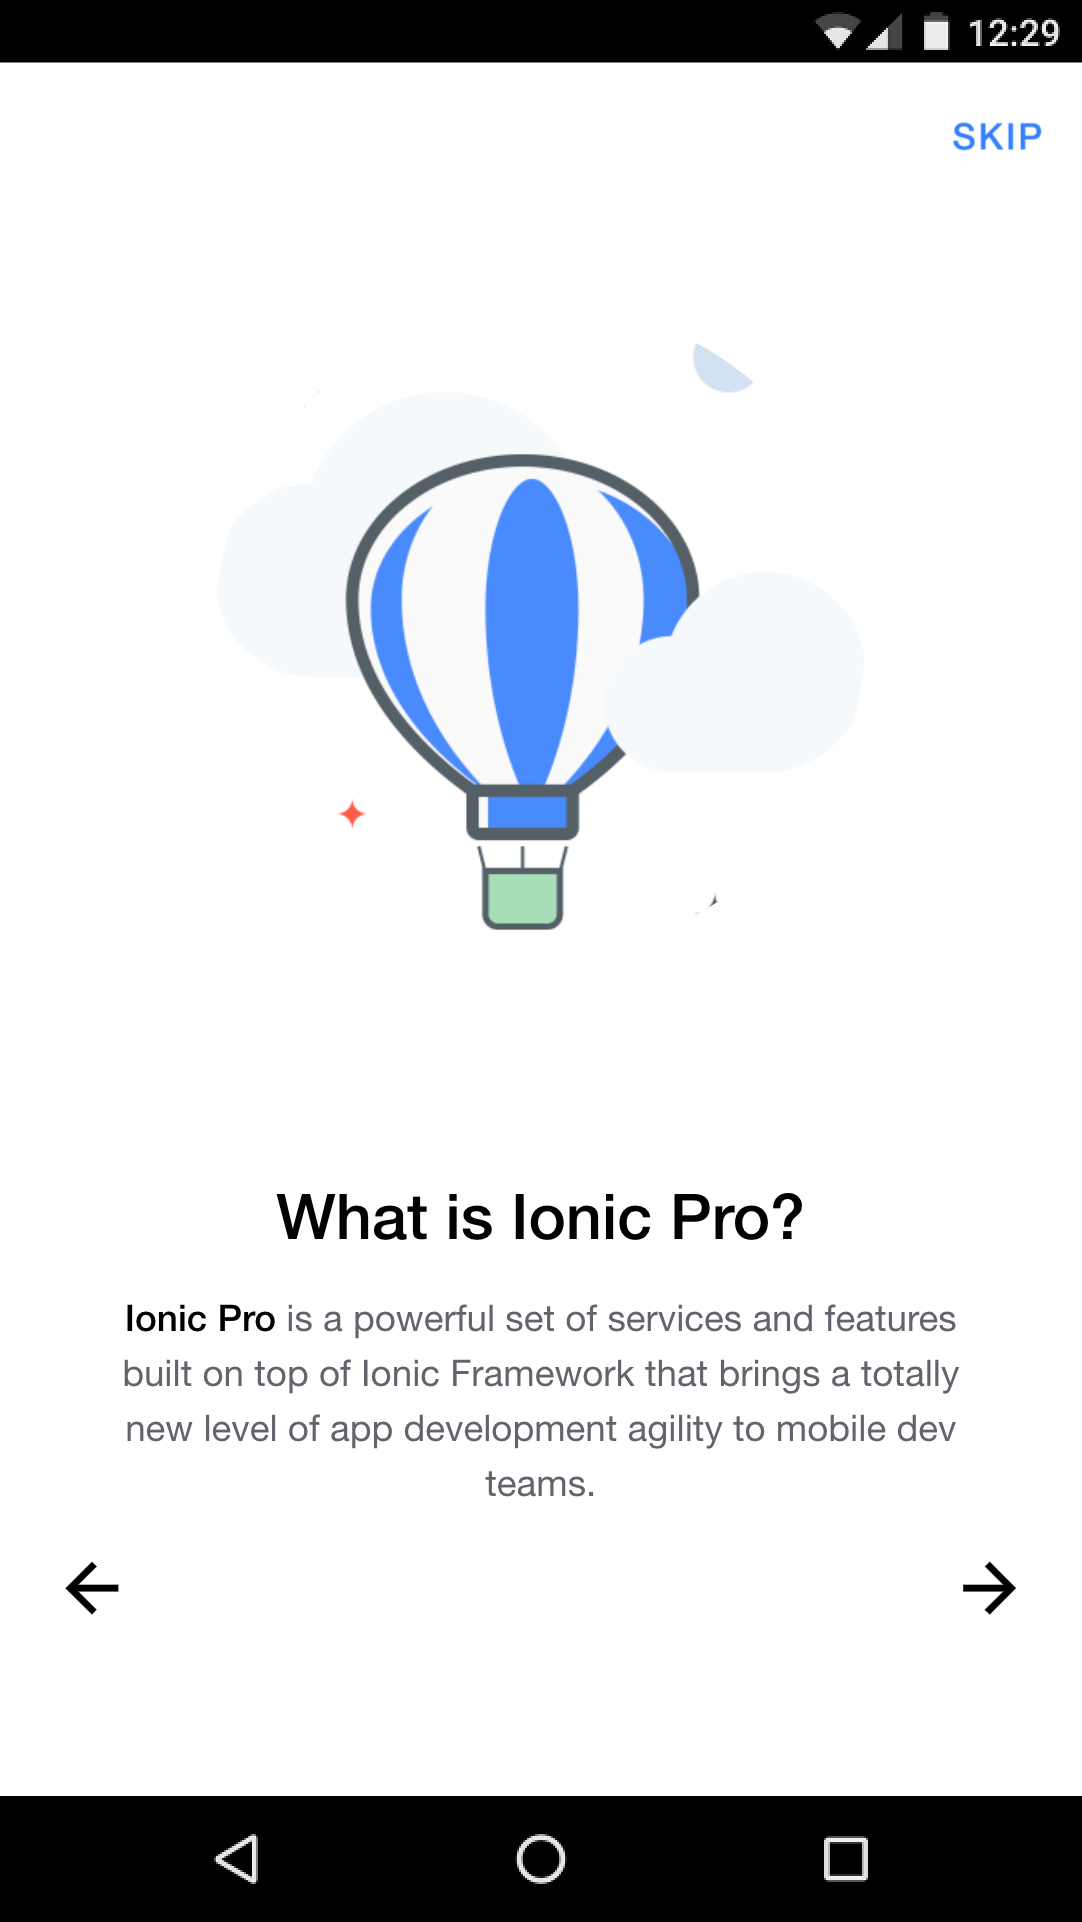 12:29
SKIP
What is Ionic Pro?
Ionic Pro is a powerful set of services and features
built on top of Ionic Framework that brings a totally
new level of app development agility to mobile dev
teams.